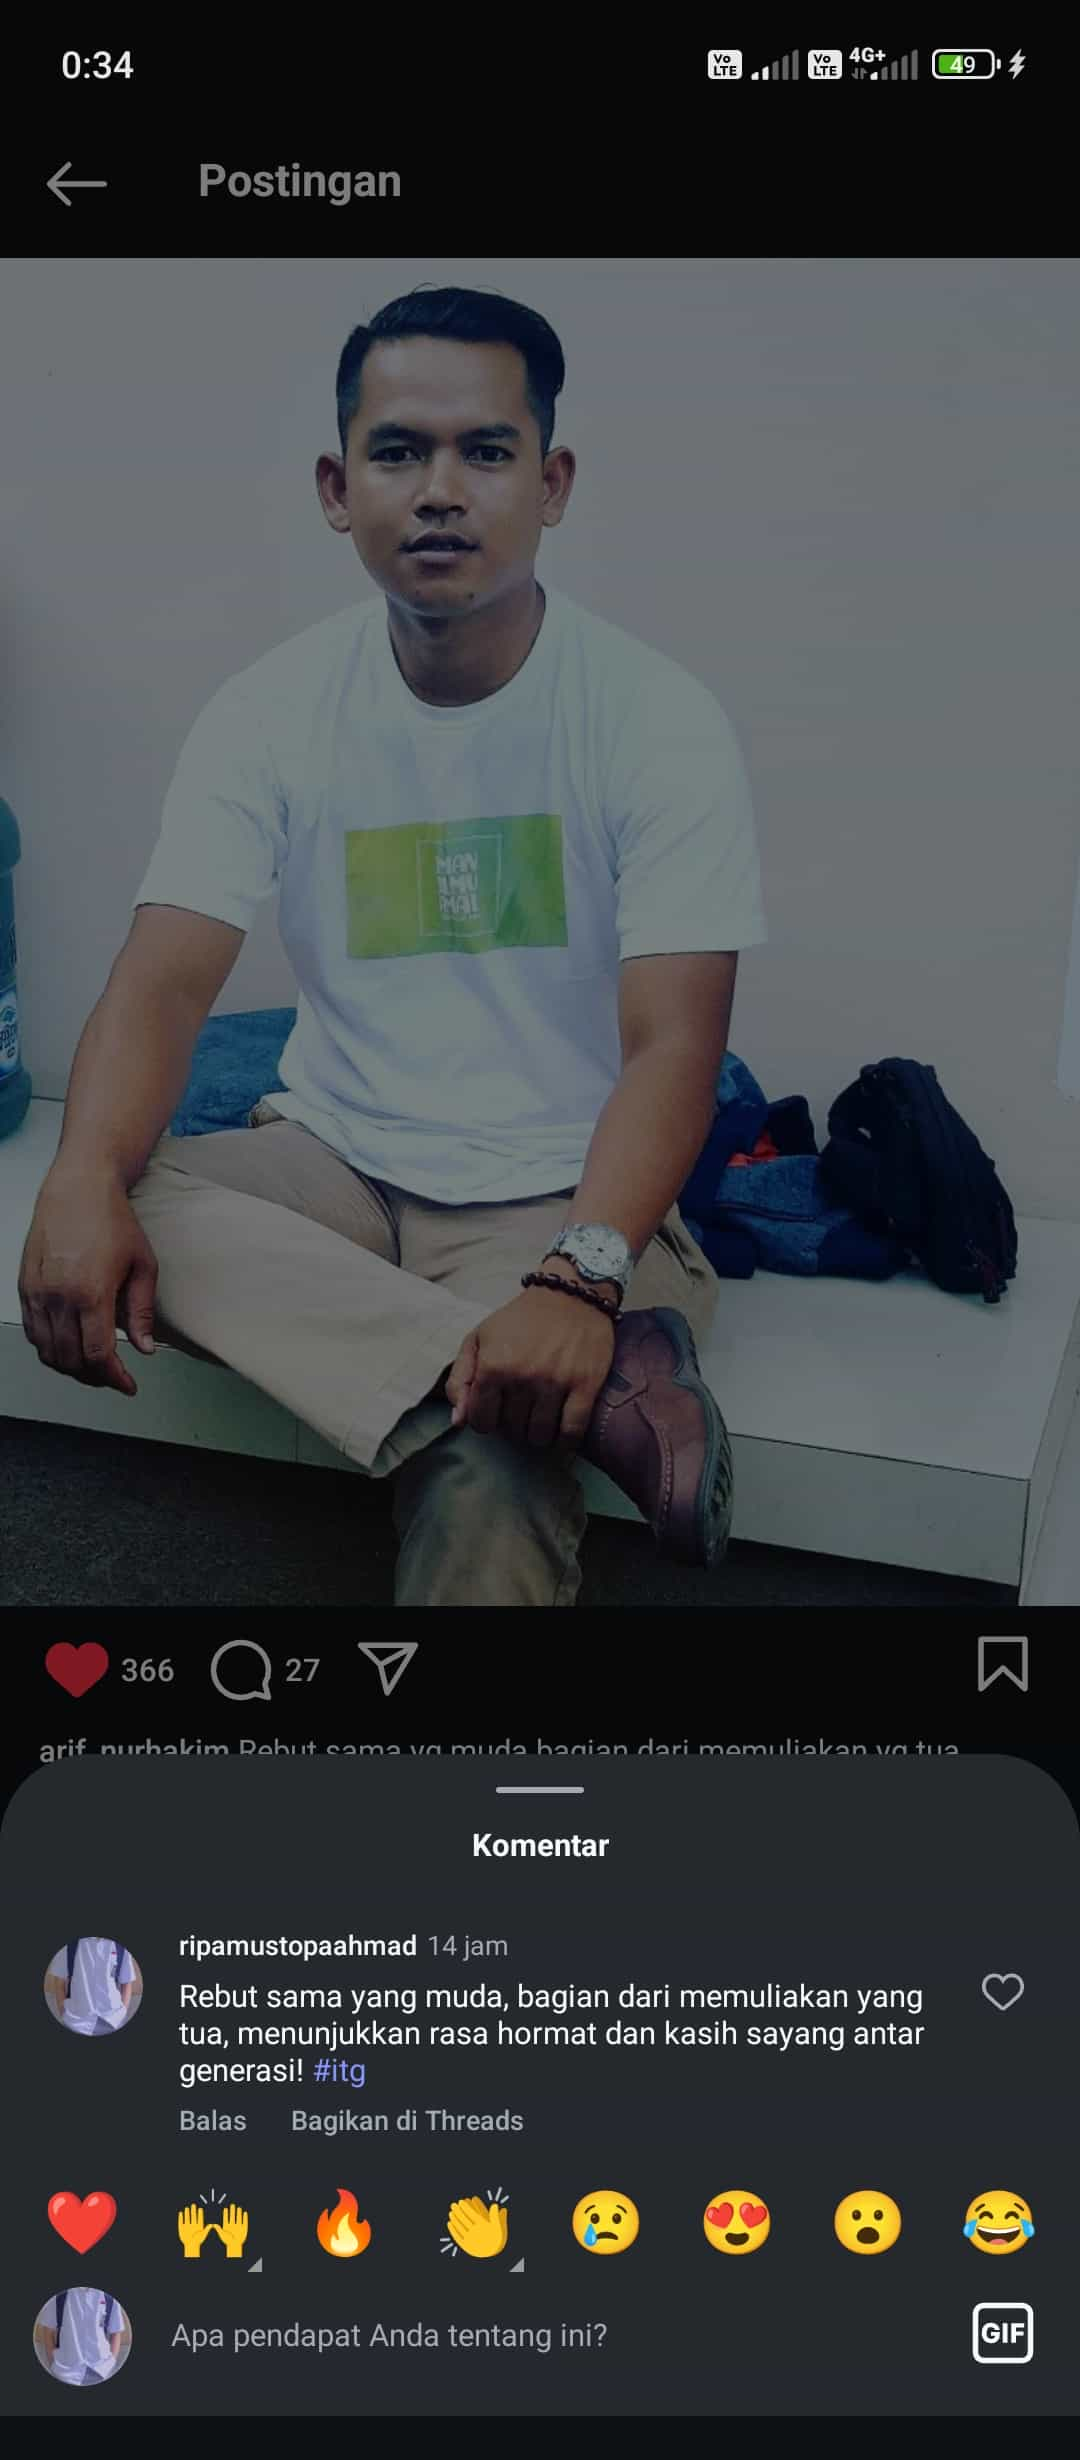 0:34
Vo LTE
Vo LTE
4G+
49
Postingan
MAN
366
27
arif_nurhakim Rebut sama yg muda bagian dari memuliakan yg tua
Komentar
ripamustopaahmad 14 jam
Rebut sama yang muda, bagian dari memuliakan yang
tua, menunjukkan rasa hormat dan kasih sayang antar
generasi! #itg
Balas Bagikan di Threads
Apa pendapat Anda tentang ini?
GIF